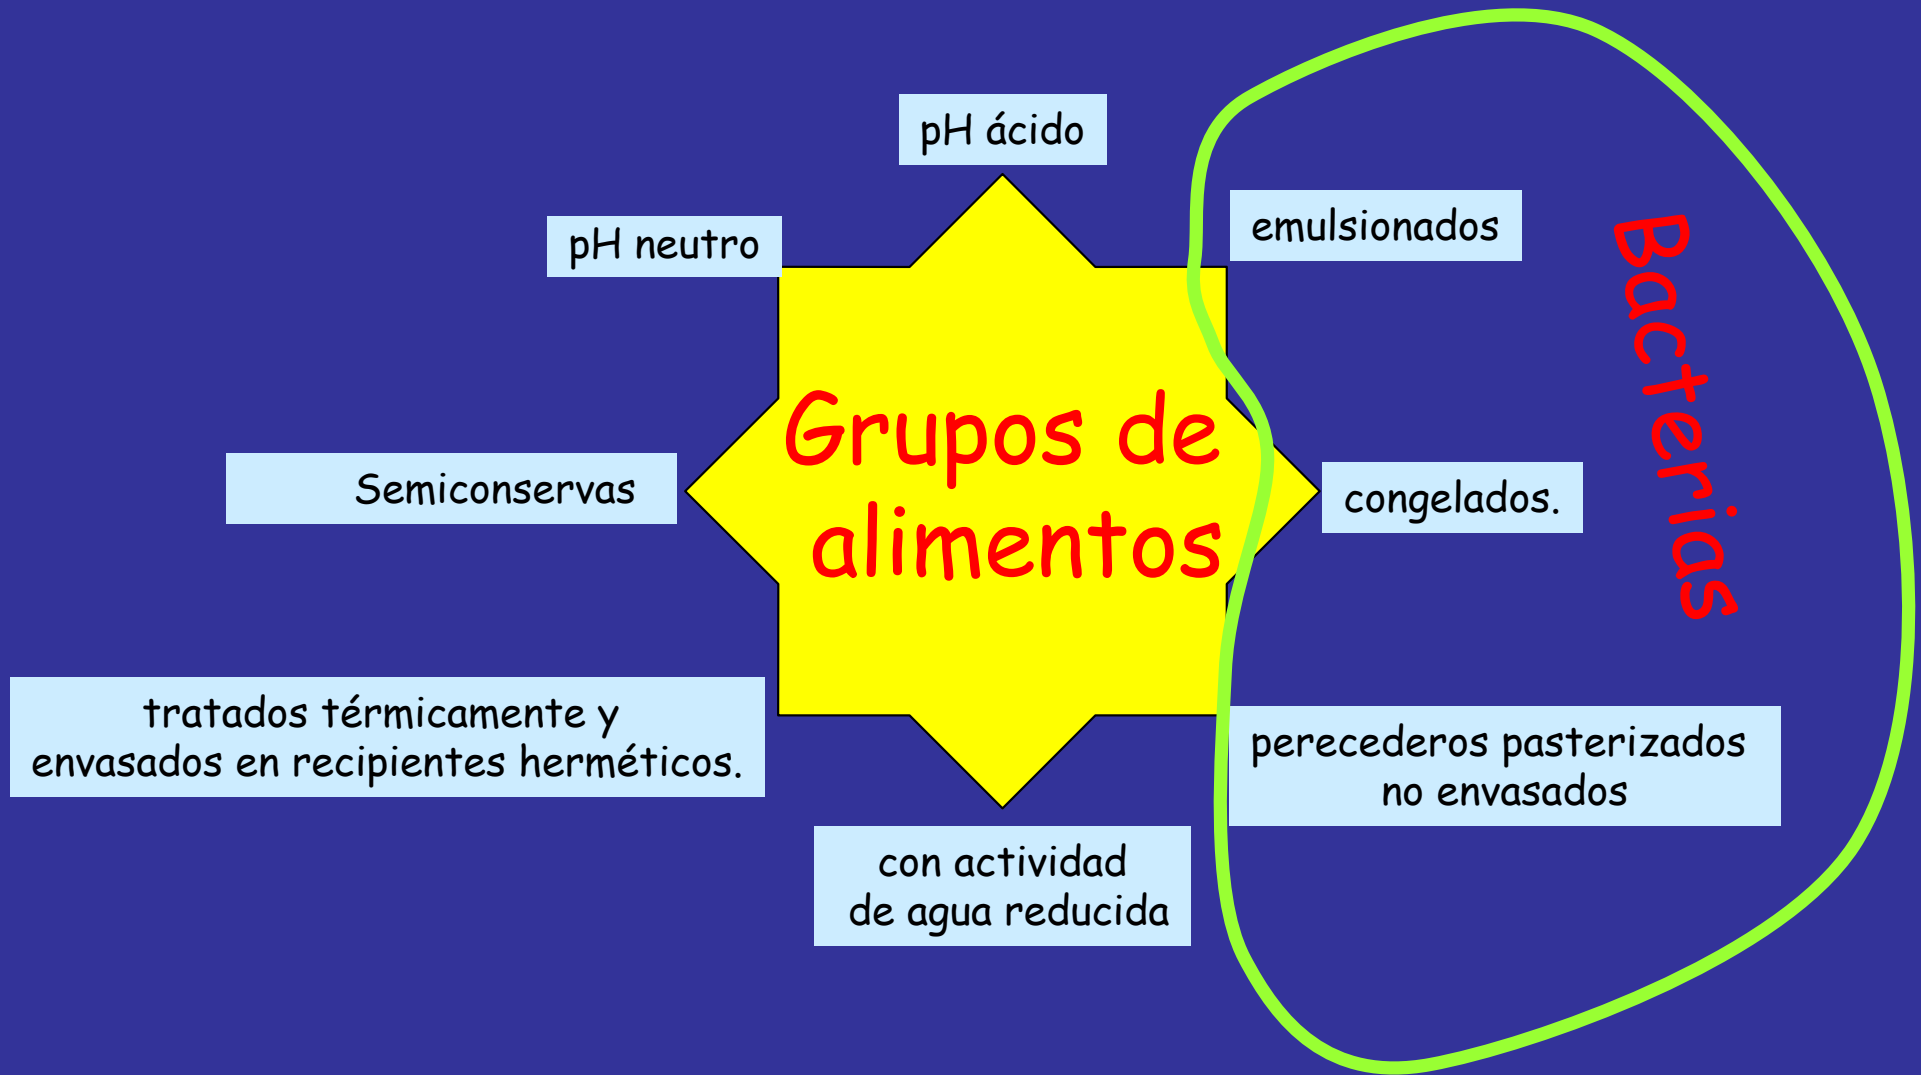 pH ácido
pH neutro
emulsionados
Bacterias
Grupos de
alimentos
Semiconservas
congelados.
tratados térmicamente y
envasados en recipientes herméticos.
perecederos pasterizados
no envasados
con actividad
de agua reducida